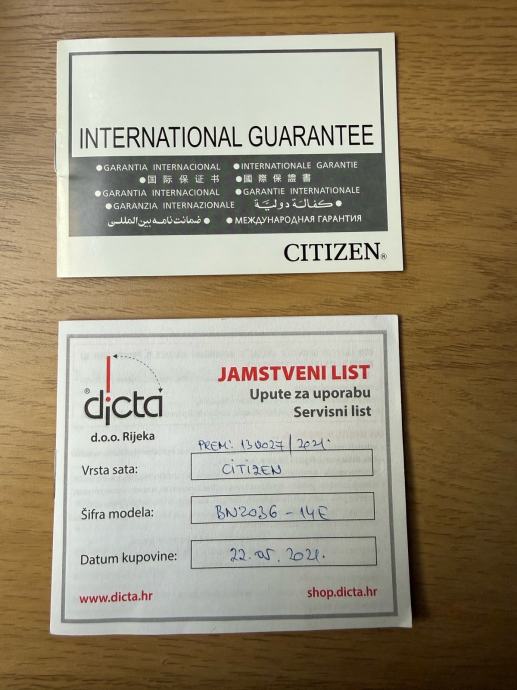 INTERNATIONAL GUARANTEE
●GARANTIA INTERNACIONAL ●INTERNATIONALE GARANTIE
●国际保证书 ●國際保證書
●GARANTIA INTERNACIONAL ●GARANTIE INTERNATIONALE
●GARANZIA INTERNAZIONALE ●كفالة دولية
●ضمانت نامه بين المللى ●МЕЖДУНАРОДНАЯ ГАРАНТИЯ
CITIZEN®
®dicta
d.o.o. Rijeka
JAMSTVENI LIST
Upute za uporabu
Servisni list
PREM: 130027/2021.
Vrsta sata: CITIZEN
Šifra modela: BN2036-14E
Datum kupovine: 22. 05. 2021.
www.dicta.hr shop.dicta.hr